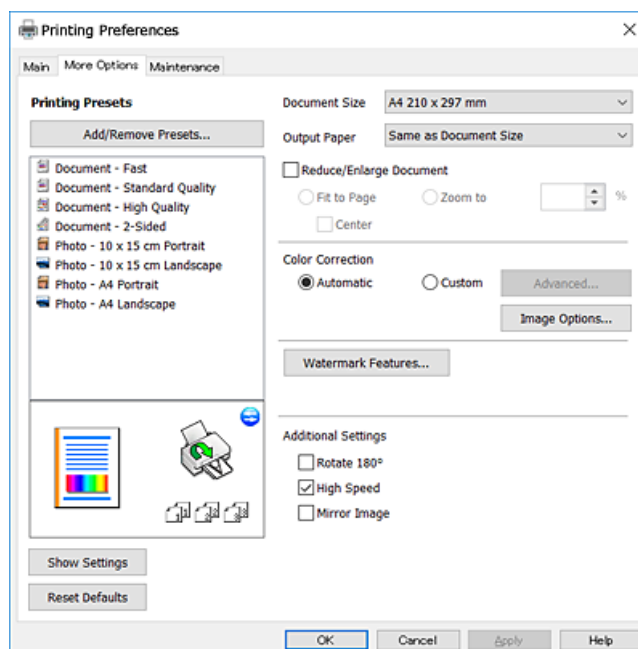 Printing Preferences
Main More Options Maintenance
Printing Presets
Add/Remove Presets...
Document - Fast
Document - Standard Quality
Document - High Quality
Document - 2-Sided
Photo - 10 x 15 cm Portrait
Photo - 10 x 15 cm Landscape
Photo - A4 Portrait
Photo - A4 Landscape
Show Settings
Reset Defaults
Document Size A4 210 x 297 mm
Output Paper Same as Document Size
Reduce/Enlarge Document
Fit to Page Zoom to %
Center
Color Correction
Automatic Custom Advanced...
Image Options...
Watermark Features...
Additional Settings
Rotate 180°
High Speed
Mirror Image
OK Cancel Apply Help